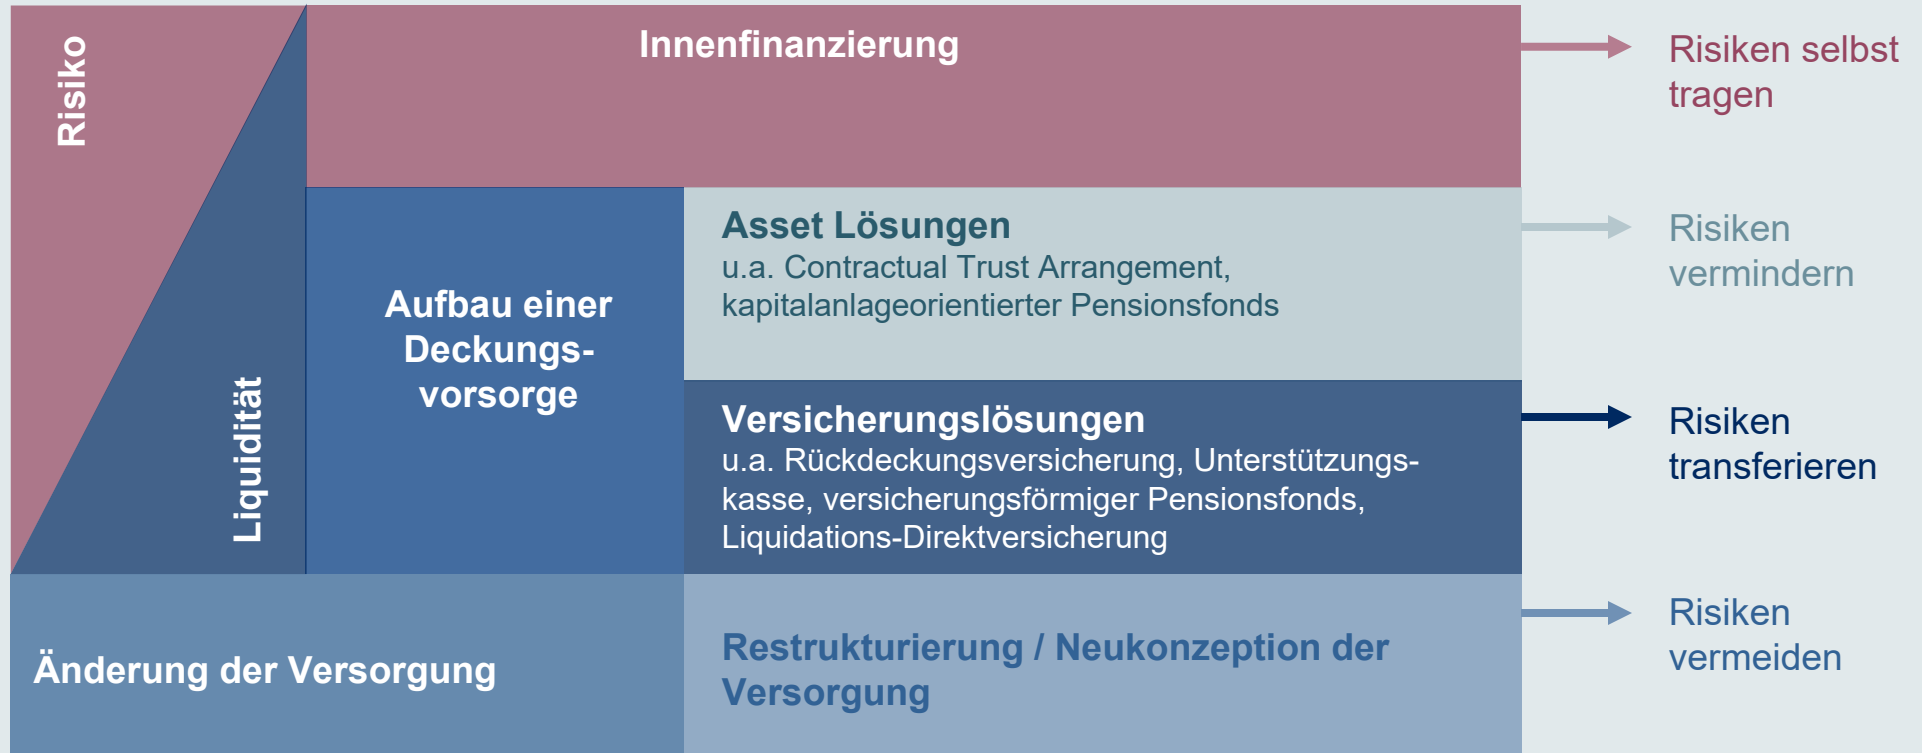 Risiko
Liquidität
Innenfinanzierung
Risiken selbst
tragen
Aufbau einer
Deckungs-
vorsorge
Asset Lösungen
u.a. Contractual Trust Arrangement,
kapitalanlageorientierter Pensionsfonds
Risiken
vermindern
Versicherungslösungen
u.a. Rückdeckungsversicherung, Unterstützungs-
kasse, versicherungsförmiger Pensionsfonds,
Liquidations-Direktversicherung
Risiken
transferieren
Änderung der Versorgung
Restrukturierung / Neukonzeption der
Versorgung
Risiken
vermeiden